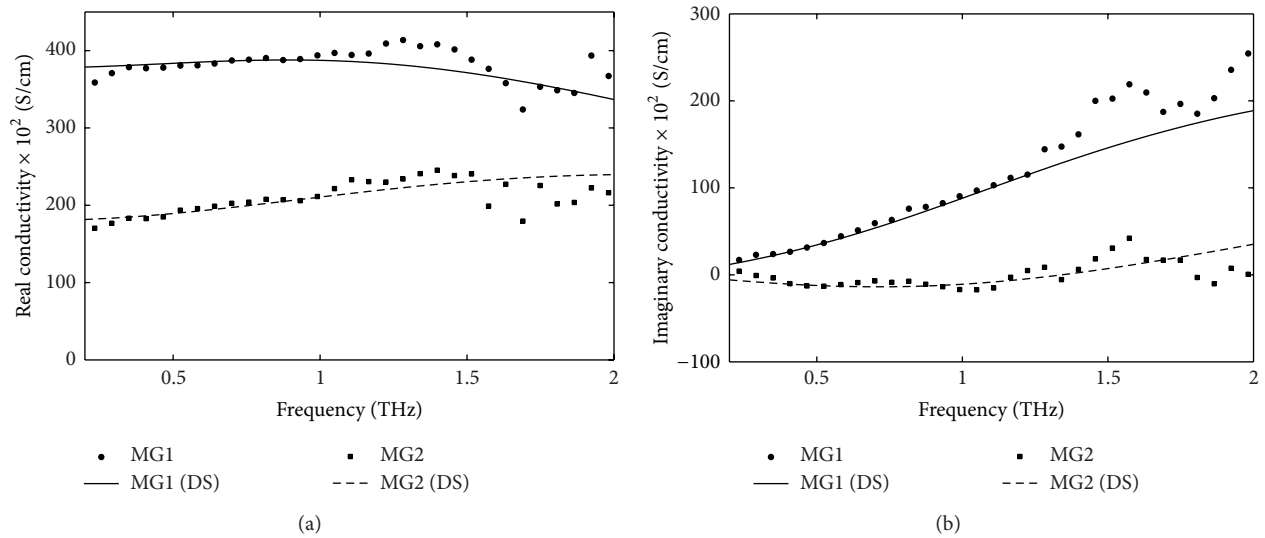 Real conductivity × 10² (S/cm)
400
300
200
100
0
0.5 1 1.5 2
Frequency (THz)
MG1 MG2
MG1 (DS) MG2 (DS)
(a)
Imaginary conductivity × 10² (S/cm)
300
200
100
0
−100
0.5 1 1.5 2
Frequency (THz)
MG1 MG2
MG1 (DS) MG2 (DS)
(b)